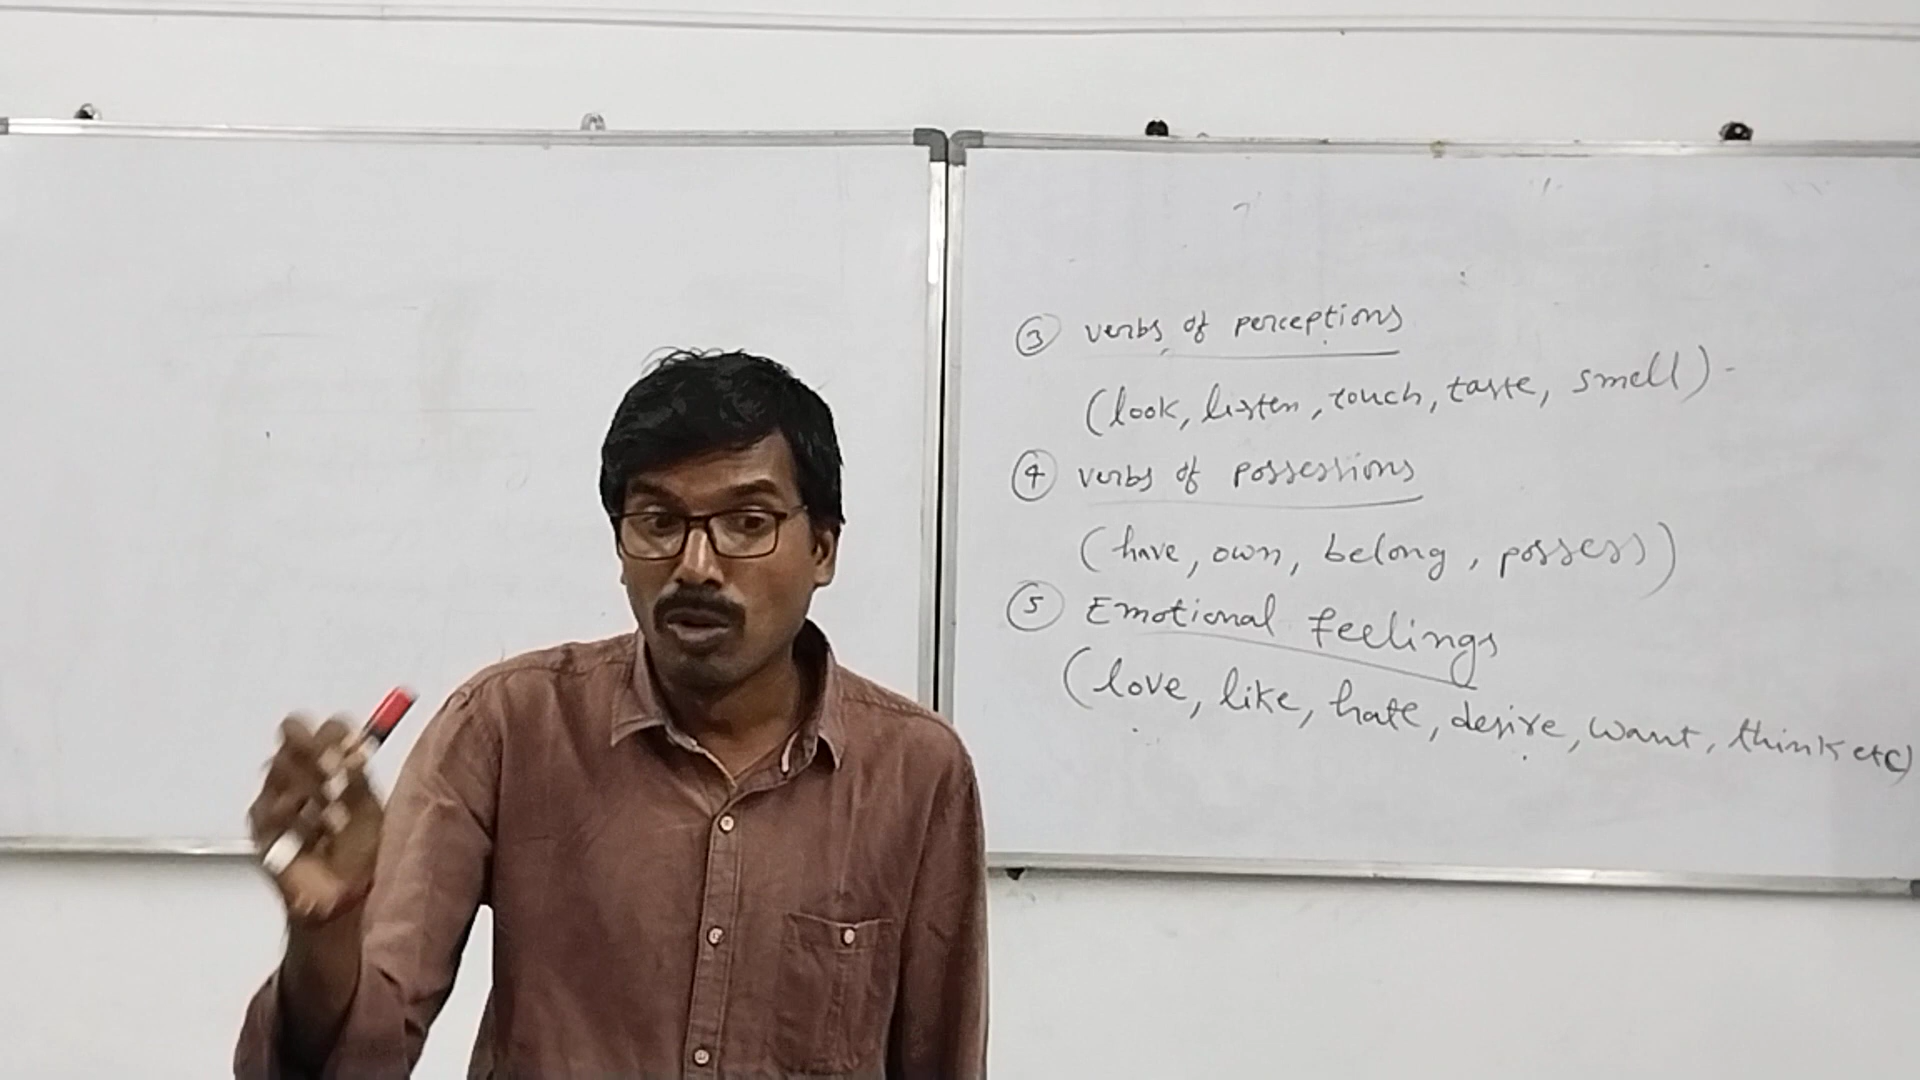 ③ verbs of perceptions
(look, listen, touch, taste, smell).
④ verbs of possessions
(have, own, belong, possess)
⑤ Emotional feelings
(love, like, hate, desire, want, think etc)